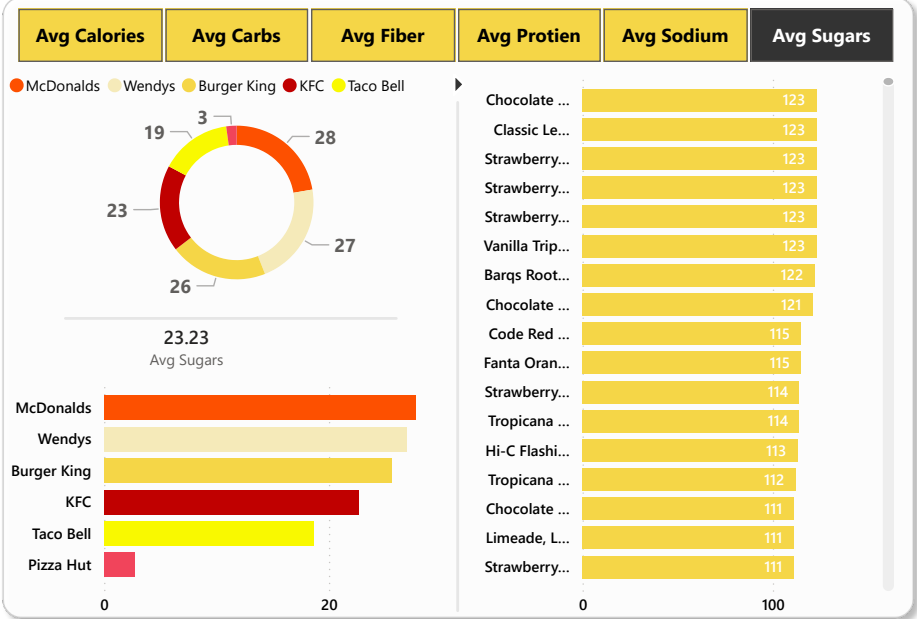 Avg Calories
Avg Carbs
Avg Fiber
Avg Protien
Avg Sodium
Avg Sugars
McDonalds Wendys Burger King KFC Taco Bell
3
28
19
23
27
26
23.23
Avg Sugars
McDonalds
Wendys
Burger King
KFC
Taco Bell
Pizza Hut
0 20
Chocolate ... 123
Classic Le... 123
Strawberry... 123
Strawberry... 123
Strawberry... 123
Vanilla Trip... 123
Barqs Root... 122
Chocolate ... 121
Code Red ... 115
Fanta Oran... 115
Strawberry... 114
Tropicana ... 114
Hi-C Flashi... 113
Tropicana ... 112
Chocolate ... 111
Limeade, L... 111
Strawberry... 111
0 100